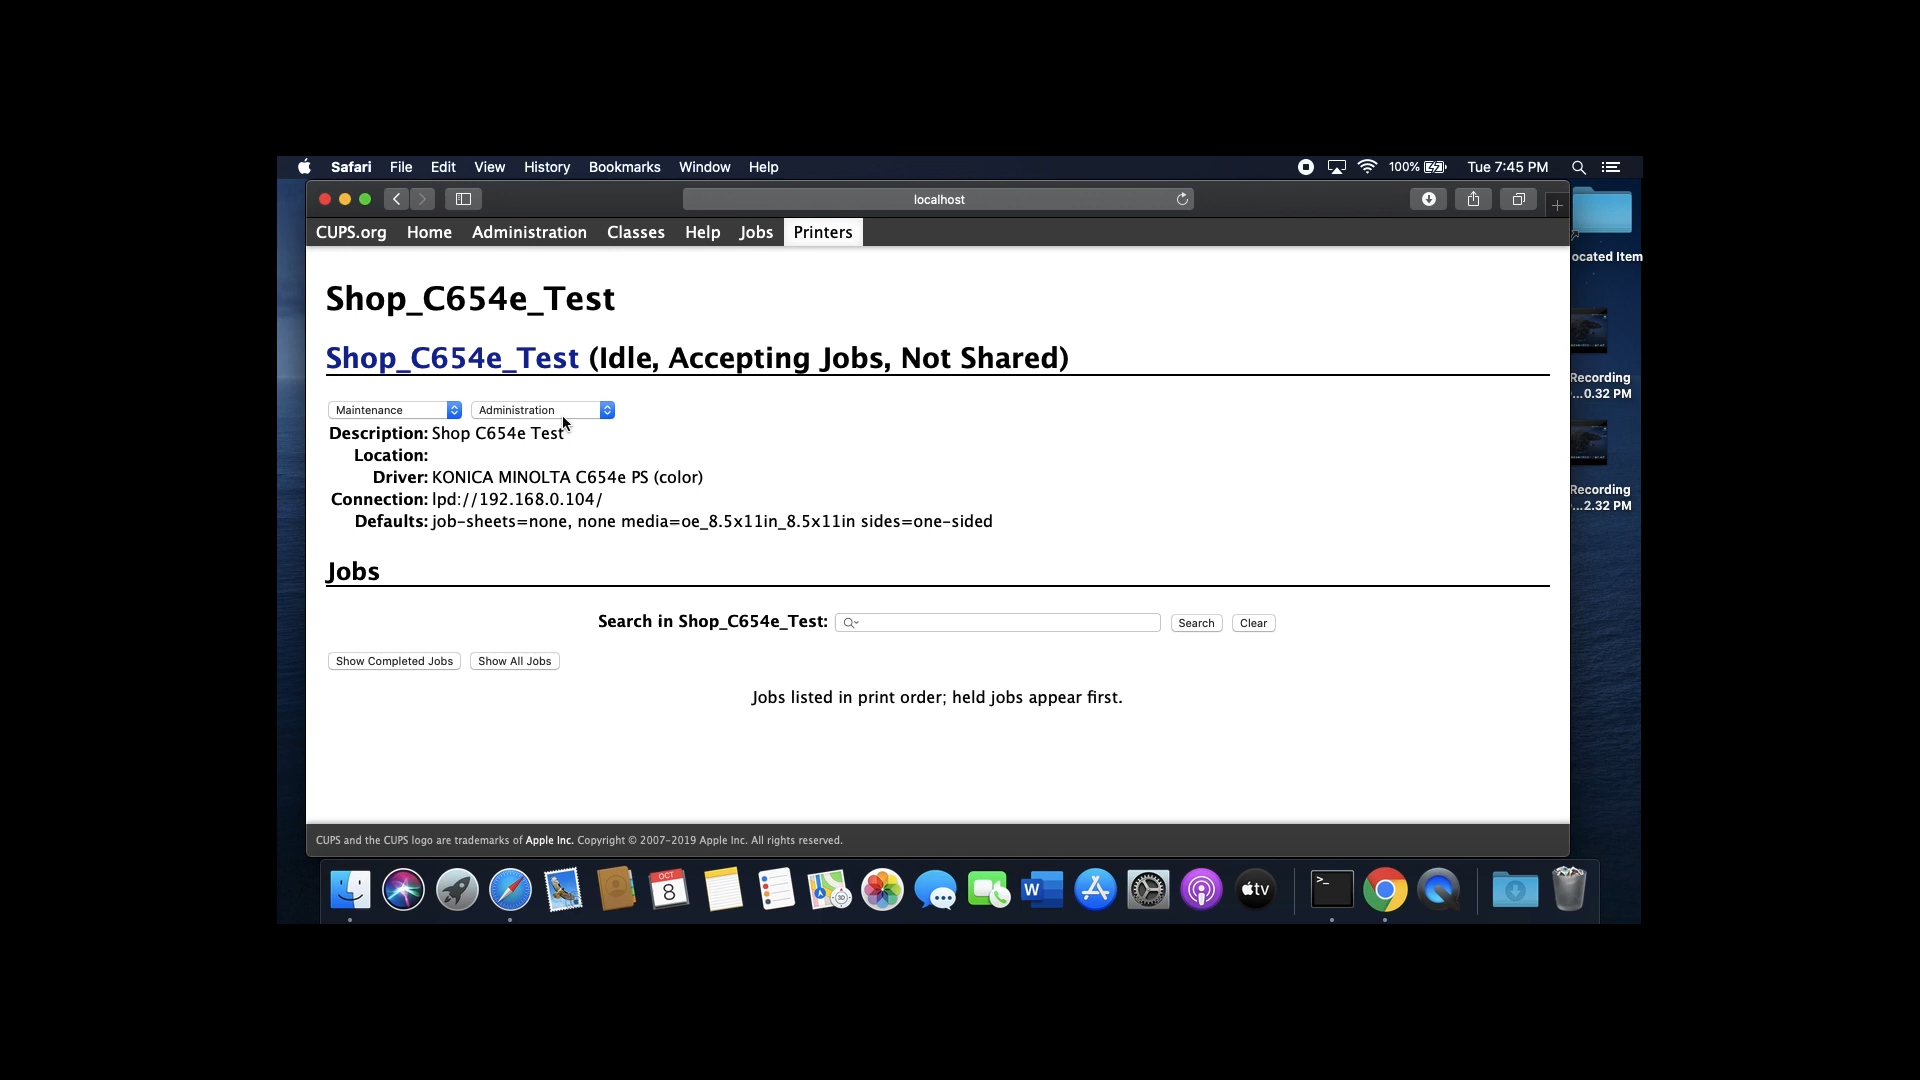 Safari File Edit View History Bookmarks Window Help 100% Tue 7:45 PM
localhost
CUPS.org Home Administration Classes Help Jobs Printers
ocated Item
Shop_C654e_Test
Shop_C654e_Test (Idle, Accepting Jobs, Not Shared)
Recording
...0.32 PM
Maintenance Administration
Description: Shop C654e Test
Location:
Driver: KONICA MINOLTA C654e PS (color)
Connection: lpd://192.168.0.104/
Defaults: job-sheets=none, none media=oe_8.5x11in_8.5x11in sides=one-sided
Recording
...2.32 PM
Jobs
Search in Shop_C654e_Test: Search Clear
Show Completed Jobs Show All Jobs
Jobs listed in print order; held jobs appear first.
CUPS and the CUPS logo are trademarks of Apple Inc. Copyright © 2007-2019 Apple Inc. All rights reserved.
OCT
8
3D
W
tv
>_